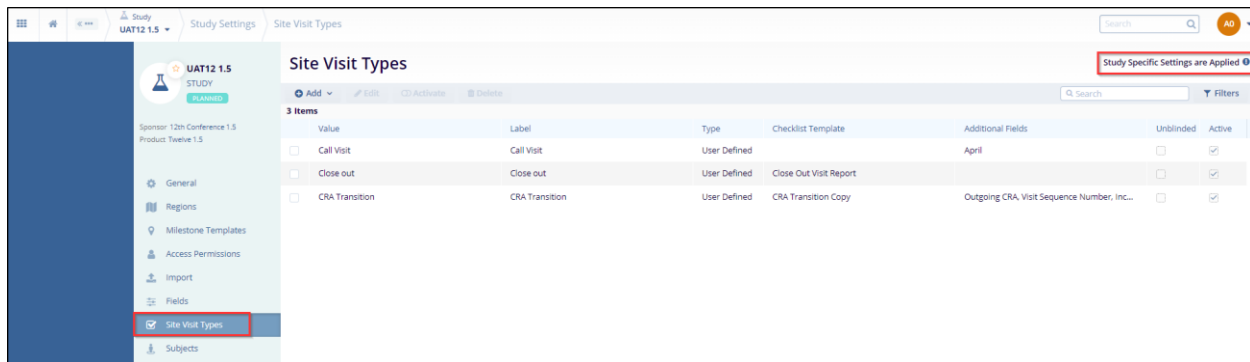 Study
UAT12 1.5
Study Settings
Site Visit Types
Search
AO
UAT12 1.5
STUDY
PLANNED
Sponsor 12th Conference 1.5
Product Twelve 1.5
General
Regions
Milestone Templates
Access Permissions
Import
Fields
Site Visit Types
Subjects
Site Visit Types
Study Specific Settings are Applied
Add Edit Activate Delete
Search
Filters
3 Items
Value Label Type Checklist Template Additional Fields Unblinded Active
Call Visit Call Visit User Defined April
Close out Close out User Defined Close Out Visit Report
CRA Transition CRA Transition User Defined CRA Transition Copy Outgoing CRA, Visit Sequence Number, Inc...